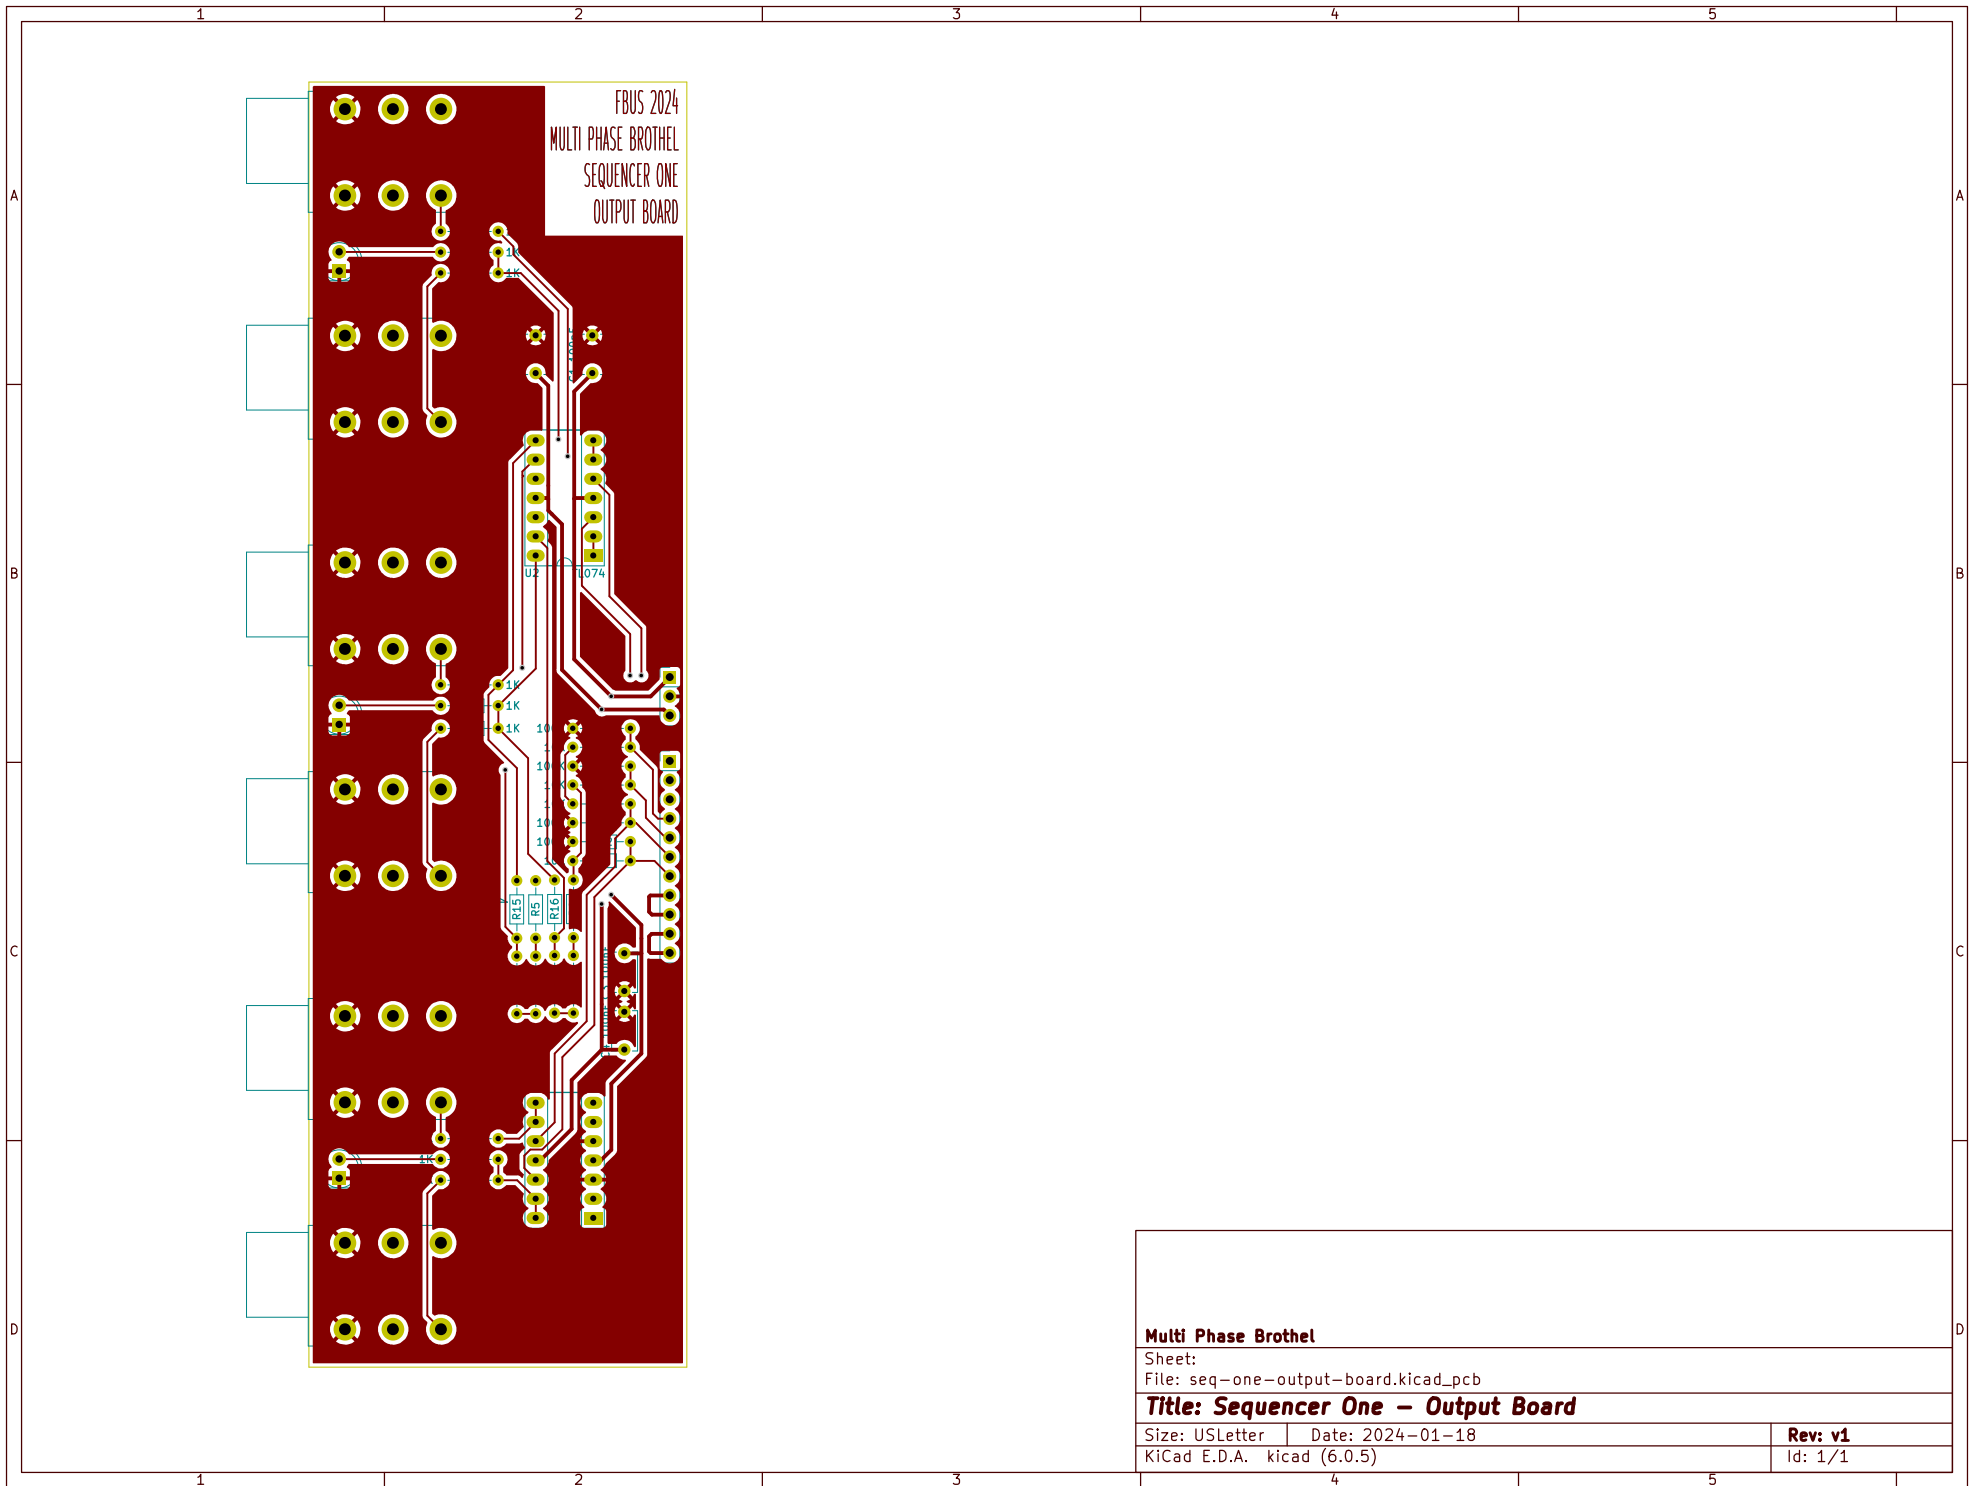 1 2 3 4 5
FBUS 2024
MULTI PHASE BROTHEL
SEQUENCER ONE
OUTPUT BOARD
A A
1K
1K
B B
U2
1K
1K
1K
R15 R5 R16
C C
1K
D D
Multi Phase Brothel
Sheet:
File: seq-one-output-board.kicad_pcb
Title: Sequencer One - Output Board
Size: USLetter Date: 2024-01-18 Rev: v1
KiCad E.D.A. kicad (6.0.5) Id: 1/1
1 2 3 4 5